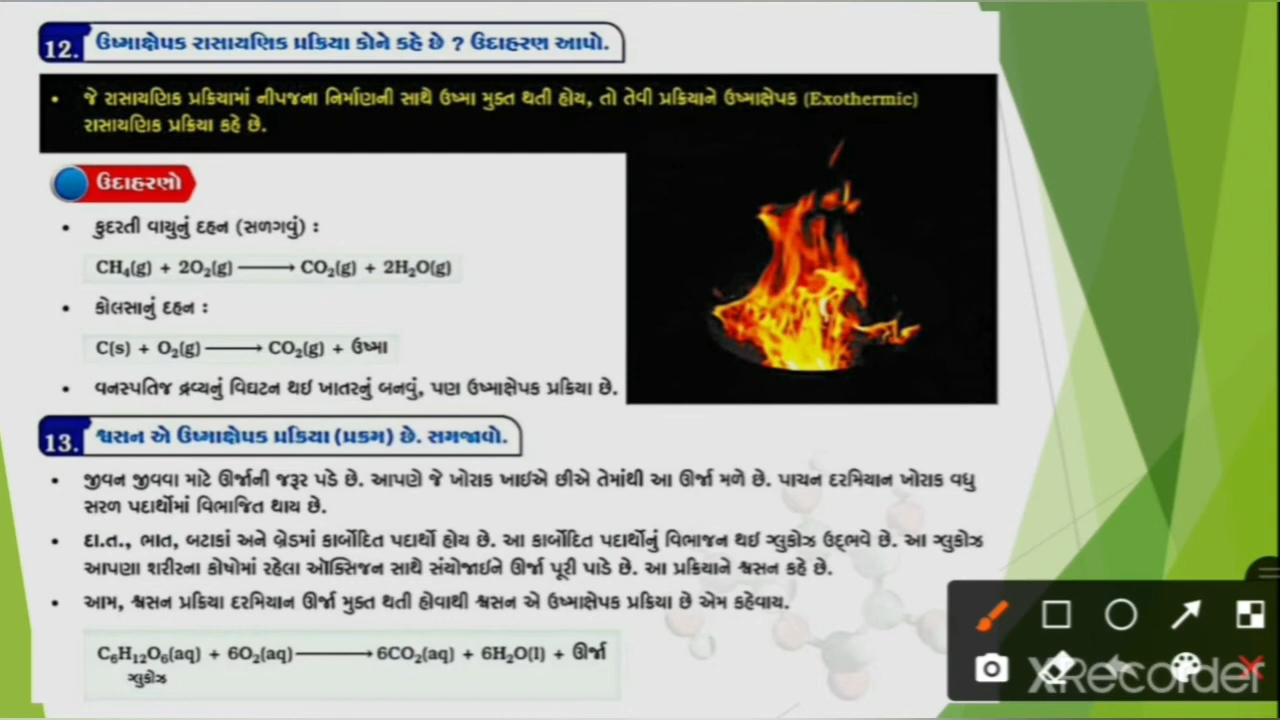 12. ઉષ્માક્ષેપક રાસાયણિક પ્રક્રિયા કોને કહે છે ? ઉદાહરણ આપો.
• જે રાસાયણિક પ્રક્રિયામાં નીપજના નિર્માણની સાથે ઉષ્મા મુક્ત થતી હોય, તો તેવી પ્રક્રિયાને ઉષ્માક્ષેપક (Exothermic)
રાસાયણિક પ્રક્રિયા કહે છે.
ઉદાહરણો
• કુદરતી વાયુનું દહન (સળગવું) :
CH₄(g) + 2O₂(g) ⟶ CO₂(g) + 2H₂O(g)
• કોલસાનું દહન :
C(s) + O₂(g) ⟶ CO₂(g) + ઉષ્મા
• વનસ્પતિજ દ્રવ્યનું વિઘટન થઈ ખાતરનું બનવું, પણ ઉષ્માક્ષેપક પ્રક્રિયા છે.
13. શ્વસન એ ઉષ્માક્ષેપક પ્રક્રિયા (પ્રક્રમ) છે. સમજાવો.
• જીવન જીવવા માટે ઊર્જાની જરૂર પડે છે. આપણે જે ખોરાક ખાઈએ છીએ તેમાંથી આ ઊર્જા મળે છે. પાચન દરમિયાન ખોરાક વધુ
સરળ પદાર્થોમાં વિભાજિત થાય છે.
• દા.ત., ભાત, બટાકાં અને બ્રેડમાં કાર્બોદિત પદાર્થો હોય છે. આ કાર્બોદિત પદાર્થોનું વિભાજન થઈ ગ્લુકોઝ ઉદ્ભવે છે. આ ગ્લુકોઝ
આપણા શરીરના કોષોમાં રહેલા ઑક્સિજન સાથે સંયોજાઈને ઊર્જા પૂરી પાડે છે. આ પ્રક્રિયાને શ્વસન કહે છે.
• આમ, શ્વસન પ્રક્રિયા દરમિયાન ઊર્જા મુક્ત થતી હોવાથી શ્વસન એ ઉષ્માક્ષેપક પ્રક્રિયા છે એમ કહેવાય.
C₆H₁₂O₆(aq) + 6O₂(aq) ⟶ 6CO₂(aq) + 6H₂O(l) + ઊર્જા
ગ્લુકોઝ
XRecorder